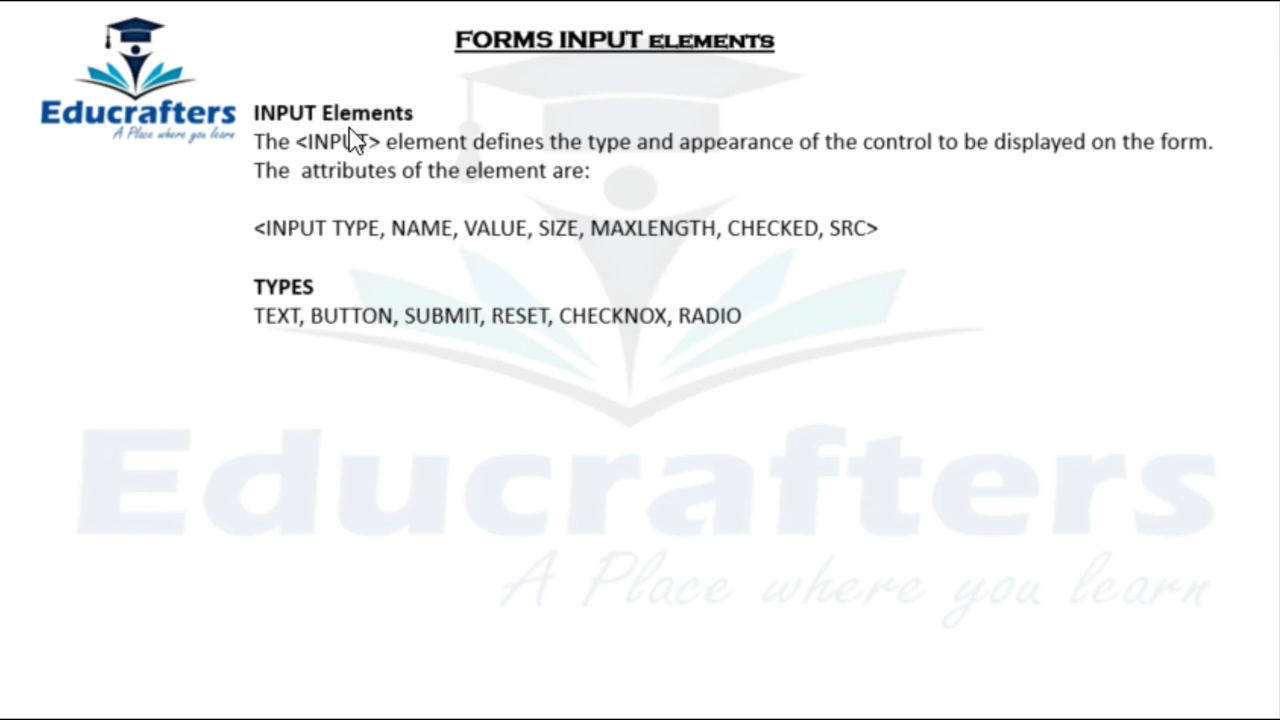 FORMS INPUT ELEMENTS
Educrafters
A Place where you learn
INPUT Elements
The <INPUT> element defines the type and appearance of the control to be displayed on the form.
The attributes of the element are:
<INPUT TYPE, NAME, VALUE, SIZE, MAXLENGTH, CHECKED, SRC>
TYPES
TEXT, BUTTON, SUBMIT, RESET, CHECKNOX, RADIO
Educrafters
A Place where you learn